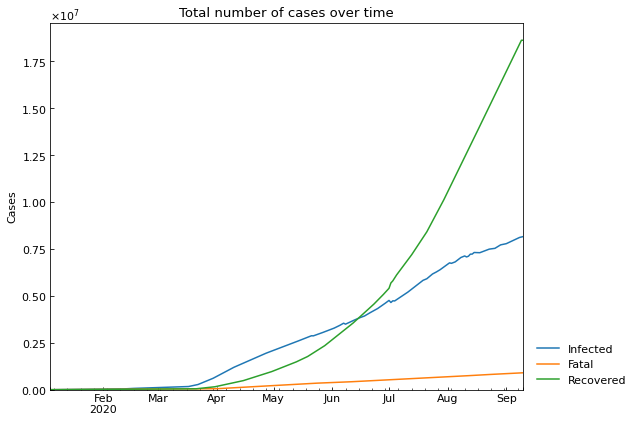 Total number of cases over time
×10⁷
1.75
1.50
1.25
Cases
1.00
0.75
0.50
0.25
0.00
Feb
2020
Mar
Apr
May
Jun
Jul
Aug
Sep
Infected
Fatal
Recovered